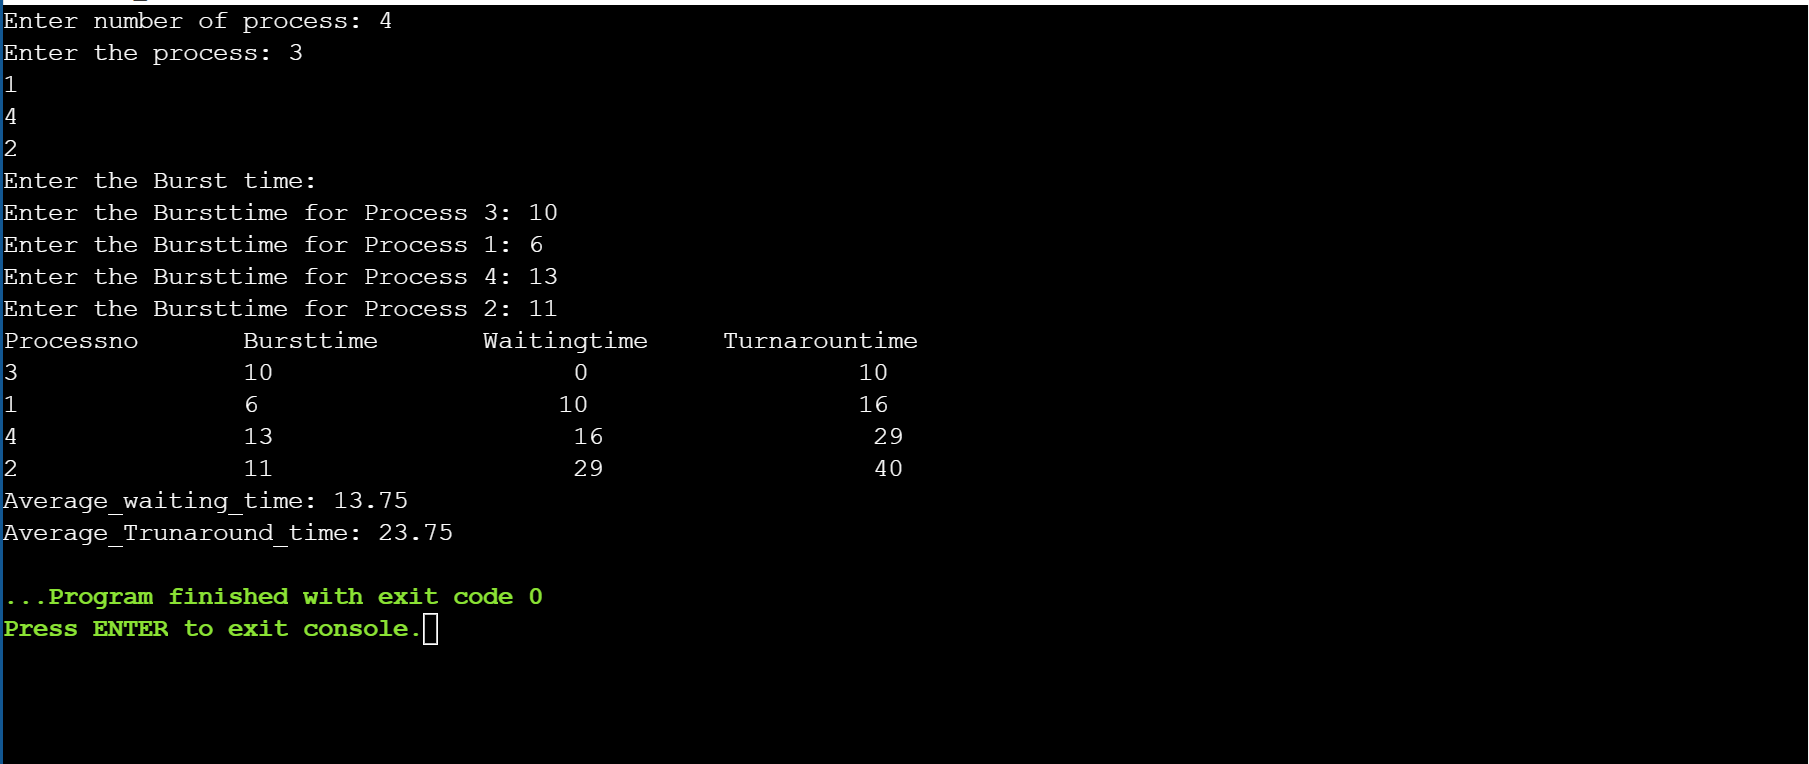 Enter number of process: 4
Enter the process: 3
1
4
2
Enter the Burst time:
Enter the Bursttime for Process 3: 10
Enter the Bursttime for Process 1: 6
Enter the Bursttime for Process 4: 13
Enter the Bursttime for Process 2: 11
Processno Bursttime Waitingtime Turnarountime
3 10 0 10
1 6 10 16
4 13 16 29
2 11 29 40
Average_waiting_time: 13.75
Average_Trunaround_time: 23.75
...Program finished with exit code 0
Press ENTER to exit console.